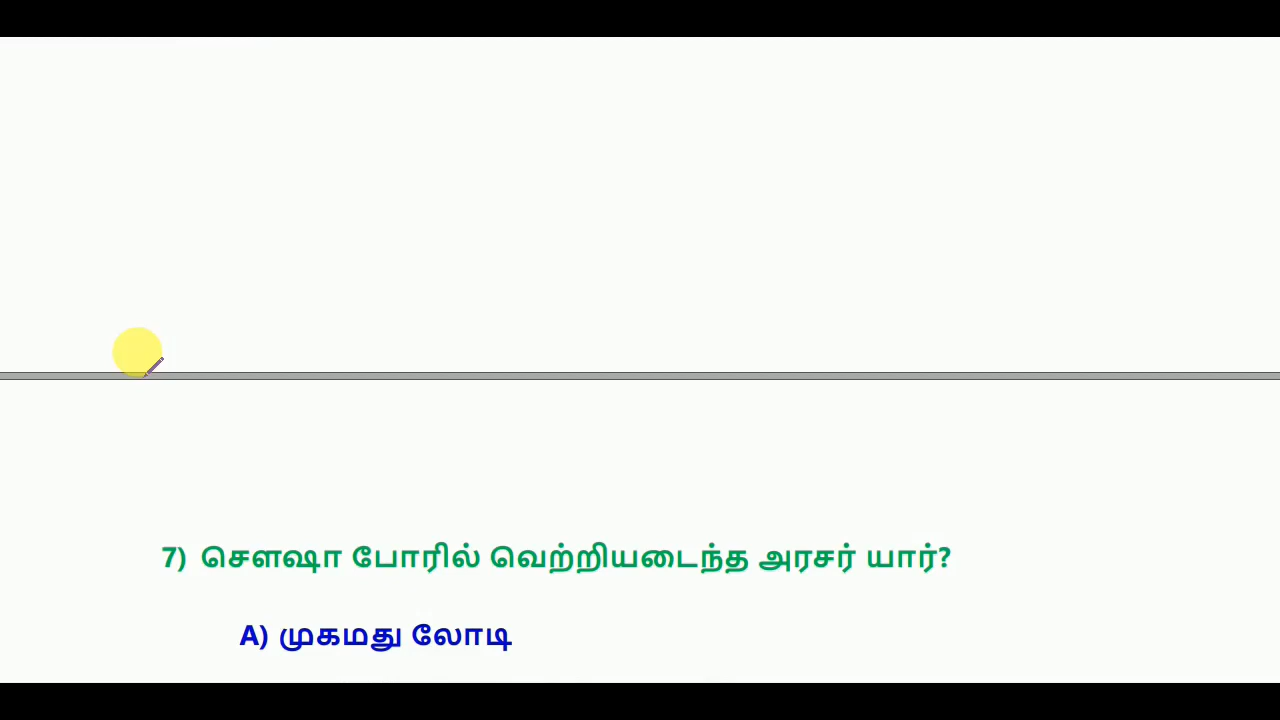 7) சௌஷா போரில் வெற்றியடைந்த அரசர் யார்?
A) முகமது லோடி